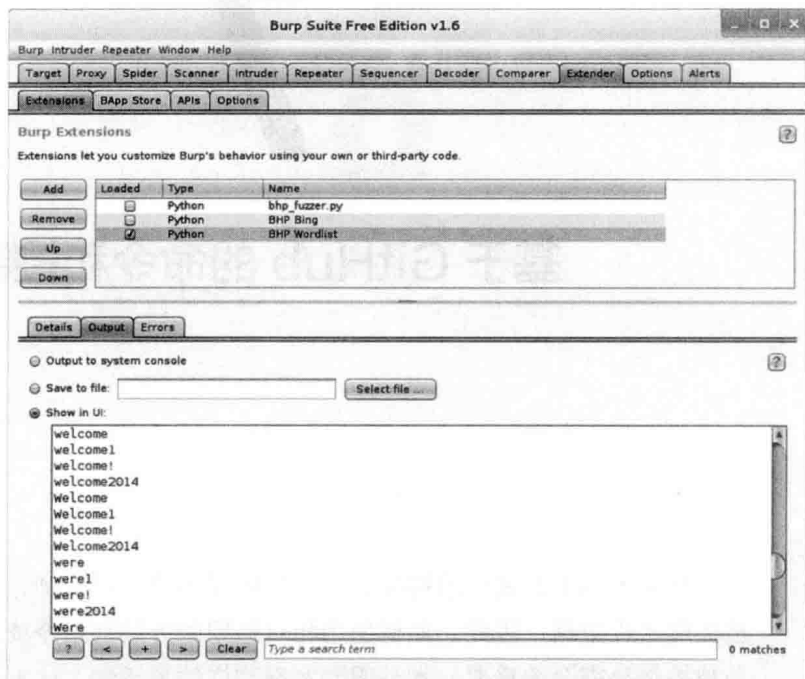 Burp Suite Free Edition v1.6
Burp Intruder Repeater Window Help
Target Proxy Spider Scanner Intruder Repeater Sequencer Decoder Comparer Extender Options Alerts
Extensions BApp Store APIs Options
Burp Extensions
?
Extensions let you customize Burp's behavior using your own or third-party code.
Add Loaded Type Name
Python bhp_fuzzer.py
Remove Python BHP Bing
Up Python BHP Wordlist
Down
Details Output Errors
Output to system console
?
Save to file: Select file ...
Show in UI:
welcome
welcome1
welcome!
welcome2014
Welcome
Welcome1
Welcome!
Welcome2014
were
were1
were!
were2014
Were
? < + > Clear Type a search term 0 matches